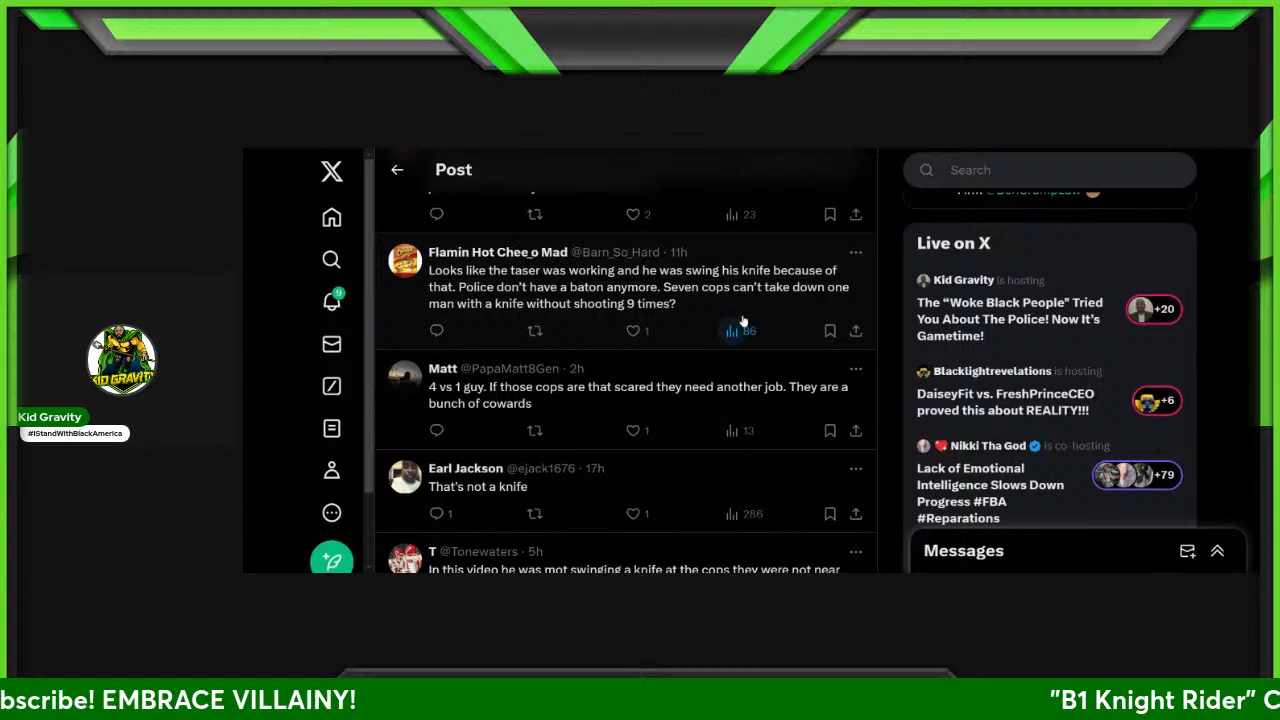 Post
Search
2
23
Flamin Hot Chee_o Mad @Barn_So_Hard · 11h
Looks like the taser was working and he was swing his knife because of
that. Police don't have a baton anymore. Seven cops can't take down one
man with a knife without shooting 9 times?
1
86
Matt @PapaMatt8Gen · 2h
4 vs 1 guy. If those cops are that scared they need another job. They are a
bunch of cowards
1
13
Earl Jackson @ejack1676 · 17h
That's not a knife
1
1
286
T @Tonewaters · 5h
In this video he was mot swinging a knife at the cops they were not near
9
Live on X
Kid Gravity is hosting
The “Woke Black People” Tried
You About The Police! Now It's
Gametime!
+20
Blacklightrevelations is hosting
DaiseyFit vs. FreshPrinceCEO
proved this about REALITY!!!
+6
Nikki Tha God is co-hosting
Lack of Emotional
Intelligence Slows Down
Progress #FBA
#Reparations
+79
Messages
KID GRAVITY
Kid Gravity
#IStandWithBlackAmerica
bscribe! EMBRACE VILLAINY!
"B1 Knight Rider" C